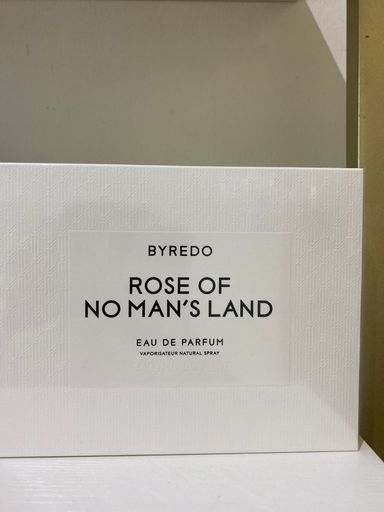 BYREDO
ROSE OF
NO MAN'S LAND
EAU DE PARFUM
VAPORISATEUR NATURAL SPRAY